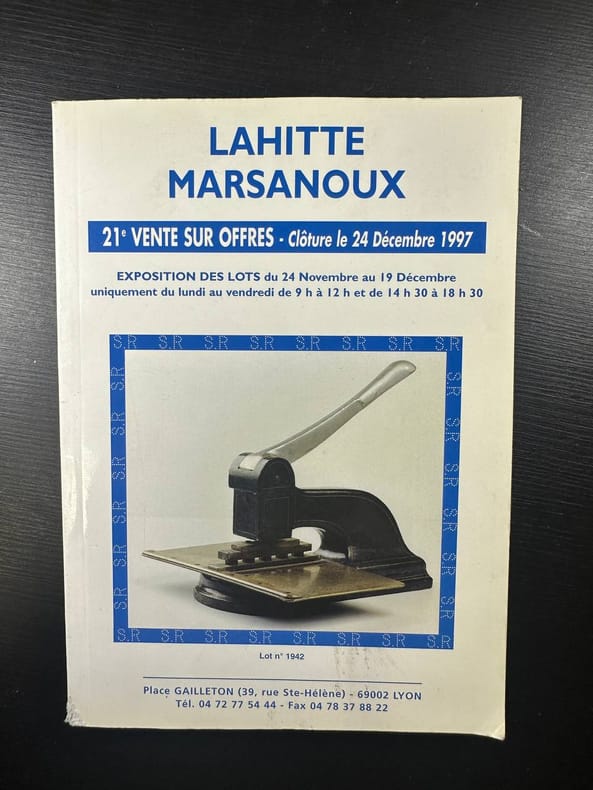 LAHITTE
MARSANOUX
21e VENTE SUR OFFRES - Clôture le 24 Décembre 1997
EXPOSITION DES LOTS du 24 Novembre au 19 Décembre
uniquement du lundi au vendredi de 9 h à 12 h et de 14 h 30 à 18 h 30
S.R S.R S.R S.R S.R S.R S.R S.R
S.R
S.R
S.R
S.R
S.R
S.R
S.R
S.R
S.R
S.R
S.R S.R S.R S.R S.R S.R S.R S.R
Lot n° 1942
Place GAILLETON (39, rue Ste-Hélène) - 69002 LYON
Tél. 04 72 77 54 44 - Fax 04 78 37 88 22